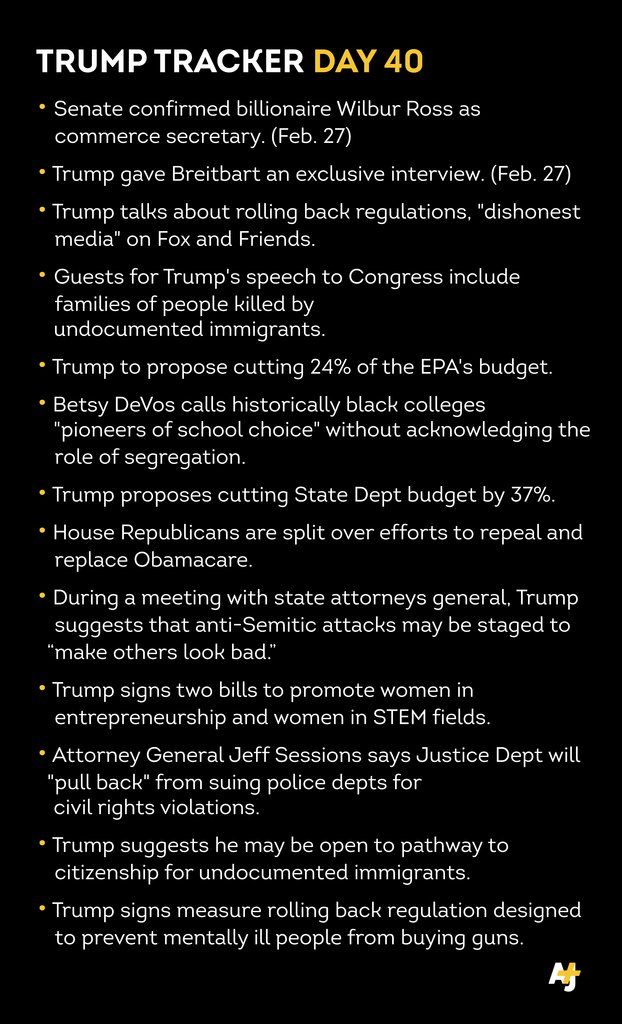 TRUMP TRACKER DAY 40
• Senate confirmed billionaire Wilbur Ross as
commerce secretary. (Feb. 27)
• Trump gave Breitbart an exclusive interview. (Feb. 27)
• Trump talks about rolling back regulations, "dishonest
media" on Fox and Friends.
• Guests for Trump's speech to Congress include
families of people killed by
undocumented immigrants.
• Trump to propose cutting 24% of the EPA's budget.
• Betsy DeVos calls historically black colleges
"pioneers of school choice" without acknowledging the
role of segregation.
• Trump proposes cutting State Dept budget by 37%.
• House Republicans are split over efforts to repeal and
replace Obamacare.
• During a meeting with state attorneys general, Trump
suggests that anti-Semitic attacks may be staged to
“make others look bad.”
• Trump signs two bills to promote women in
entrepreneurship and women in STEM fields.
• Attorney General Jeff Sessions says Justice Dept will
"pull back" from suing police depts for
civil rights violations.
• Trump suggests he may be open to pathway to
citizenship for undocumented immigrants.
• Trump signs measure rolling back regulation designed
to prevent mentally ill people from buying guns.
AJ+